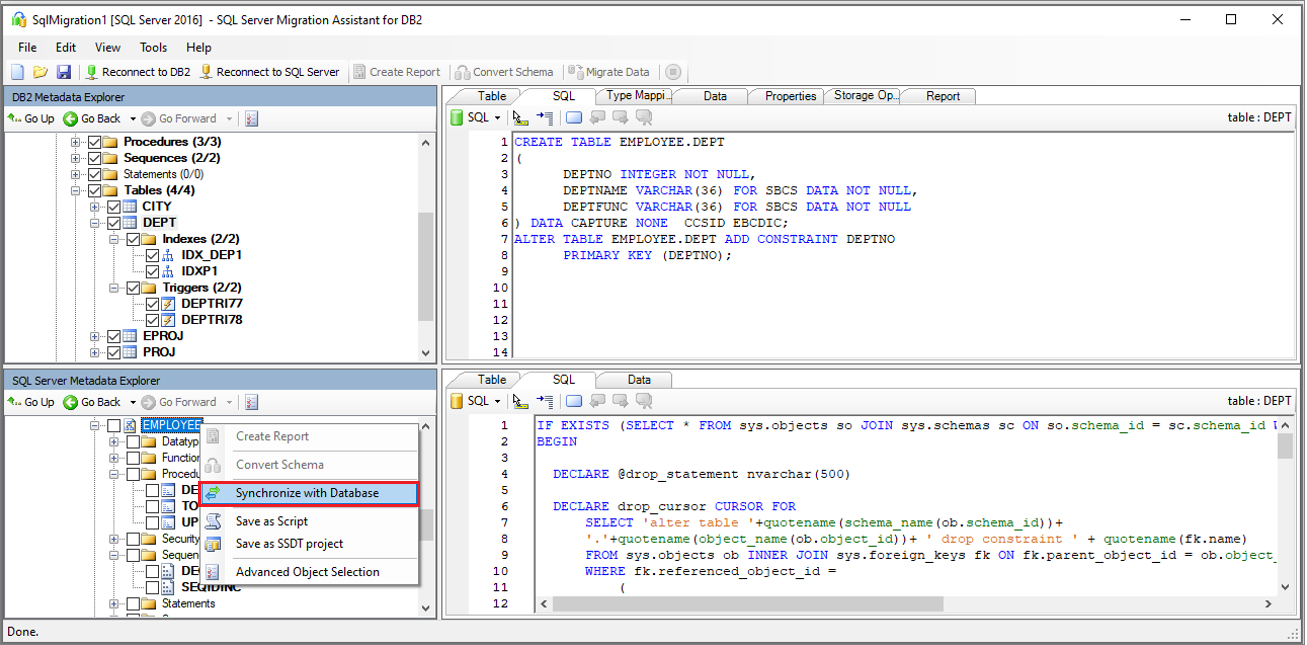 SqlMigration1 [SQL Server 2016] - SQL Server Migration Assistant for DB2
File Edit View Tools Help
Reconnect to DB2 Reconnect to SQL Server Create Report Convert Schema Migrate Data
DB2 Metadata Explorer
Go Up Go Back Go Forward
Procedures (3/3)
Sequences (2/2)
Statements (0/0)
Tables (4/4)
CITY
DEPT
Indexes (2/2)
IDX_DEP1
IDXP1
Triggers (2/2)
DEPTRI77
DEPTRI78
EPROJ
PROJ
Table SQL Type Mappi... Data Properties Storage Op... Report
SQL table : DEPT
1 CREATE TABLE EMPLOYEE.DEPT
2 (
3 DEPTNO INTEGER NOT NULL,
4 DEPTNAME VARCHAR(36) FOR SBCS DATA NOT NULL,
5 DEPTFUNC VARCHAR(36) FOR SBCS DATA NOT NULL
6 ) DATA CAPTURE NONE CCSID EBCDIC;
7 ALTER TABLE EMPLOYEE.DEPT ADD CONSTRAINT DEPTNO
8 PRIMARY KEY (DEPTNO);
9
10
11
12
13
14
SQL Server Metadata Explorer
Go Up Go Back Go Forward
EMPLOYEE
Datatyp
Function
Procedu
DE
TO
UP
Security
Sequen
DE
SEQIDINC
Statements
Create Report
Convert Schema
Synchronize with Database
Save as Script
Save as SSDT project
Advanced Object Selection
Table SQL Data
SQL table : DEPT
1 IF EXISTS (SELECT * FROM sys.objects so JOIN sys.schemas sc ON so.schema_id = sc.schema_id
2 BEGIN
3
4 DECLARE @drop_statement nvarchar(500)
5
6 DECLARE drop_cursor CURSOR FOR
7 SELECT 'alter table '+quotename(schema_name(ob.schema_id))+
8 '.'+quotename(object_name(ob.object_id))+ ' drop constraint ' + quotename(fk.name)
9 FROM sys.objects ob INNER JOIN sys.foreign_keys fk ON fk.parent_object_id = ob.object_
10 WHERE fk.referenced_object_id =
11 (
12
Done.